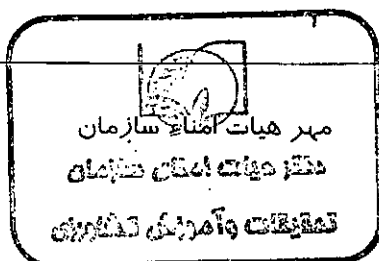 مهر هیات امناء سازمان
دفتر هیات امنای سازمان
تحقیقات وآموزش کشاورزی